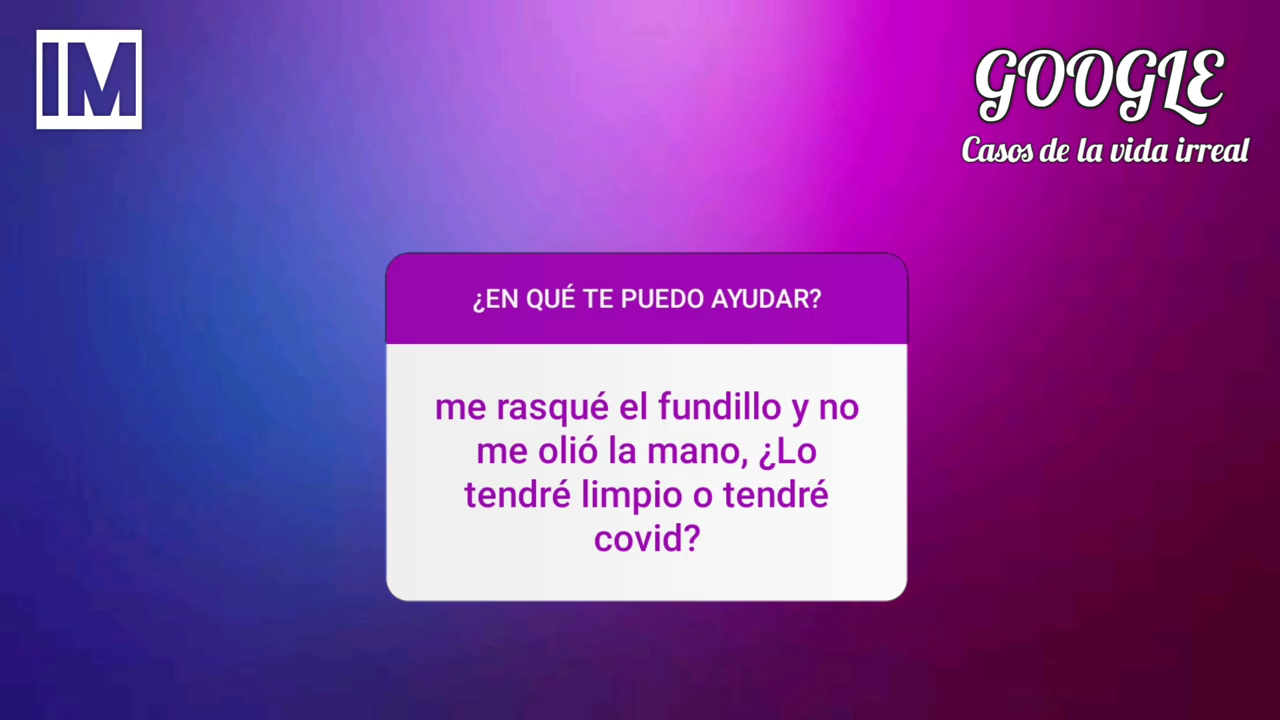 IM
GOOGLE
Casos de la vida irreal
¿EN QUÉ TE PUEDO AYUDAR?
me rasqué el fundillo y no
me olió la mano, ¿Lo
tendré limpio o tendré
covid?